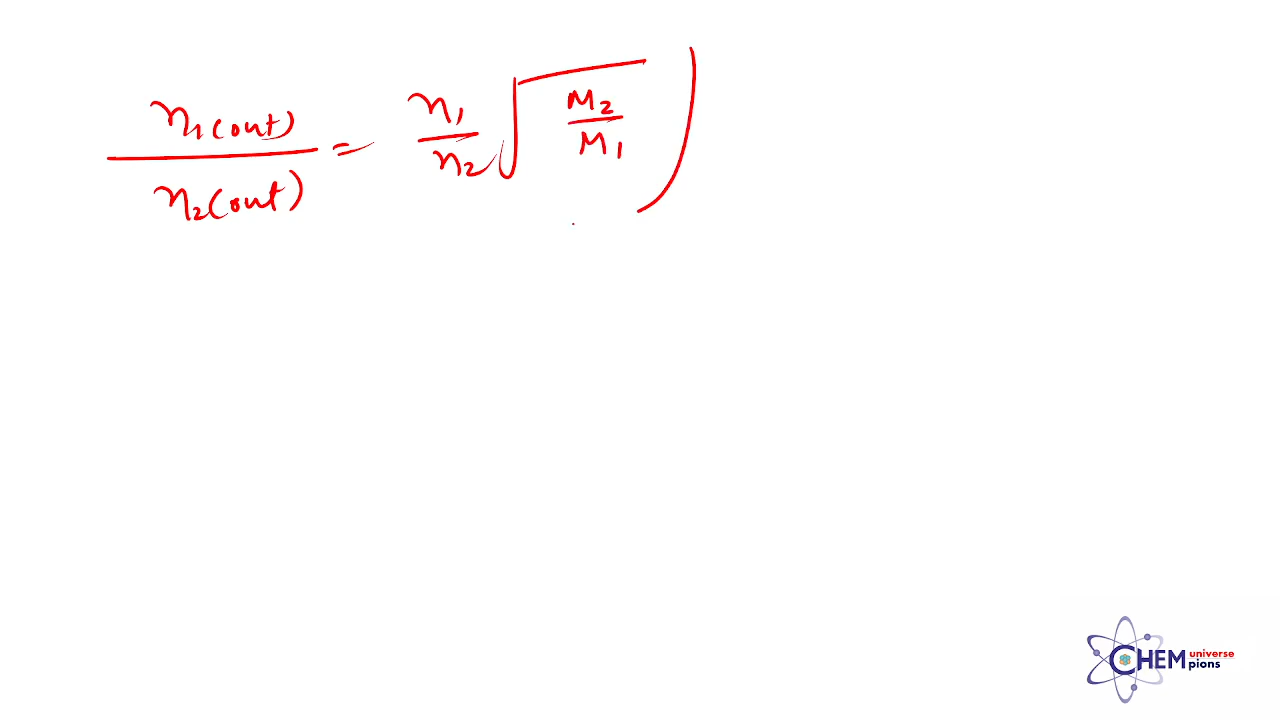 n₁(out) / n₂(out) = n₁ / n₂ √(M₂ / M₁) )
CHEM universe
pions